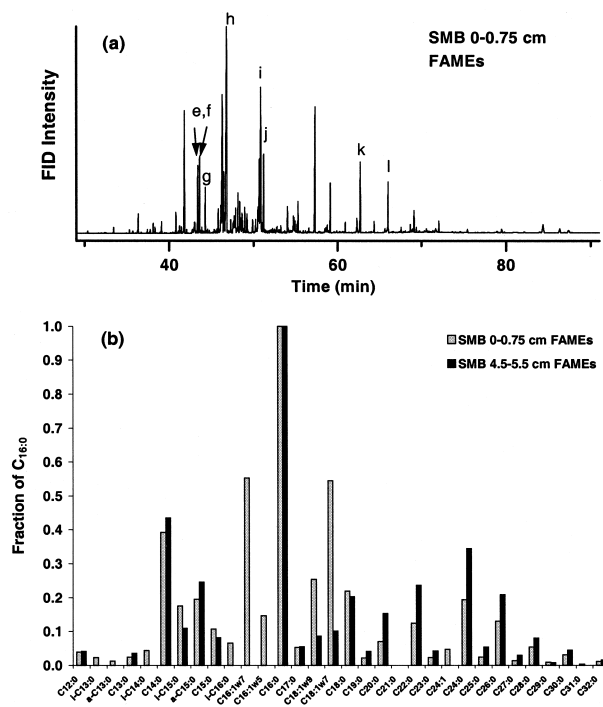 (a)
SMB 0-0.75 cm
FAMEs
h
i
e,f
j
g
k
l
FID Intensity
40
60
80
Time (min)
(b)
SMB 0-0.75 cm FAMEs
SMB 4.5-5.5 cm FAMEs
1.0
0.9
0.8
0.7
0.6
0.5
0.4
0.3
0.2
0.1
0.0
Fraction of C16:0
C12:0
i-C13:0
a-C13:0
C13:0
i-C14:0
C14:0
i-C15:0
a-C15:0
C15:0
i-C16:0
C16:1w7
C16:1w5
C16:0
C17:0
C18:1w9
C18:1w7
C18:0
C19:0
C20:0
C21:0
C22:0
C23:0
C24:1
C24:0
C25:0
C26:0
C27:0
C28:0
C29:0
C30:0
C31:0
C32:0